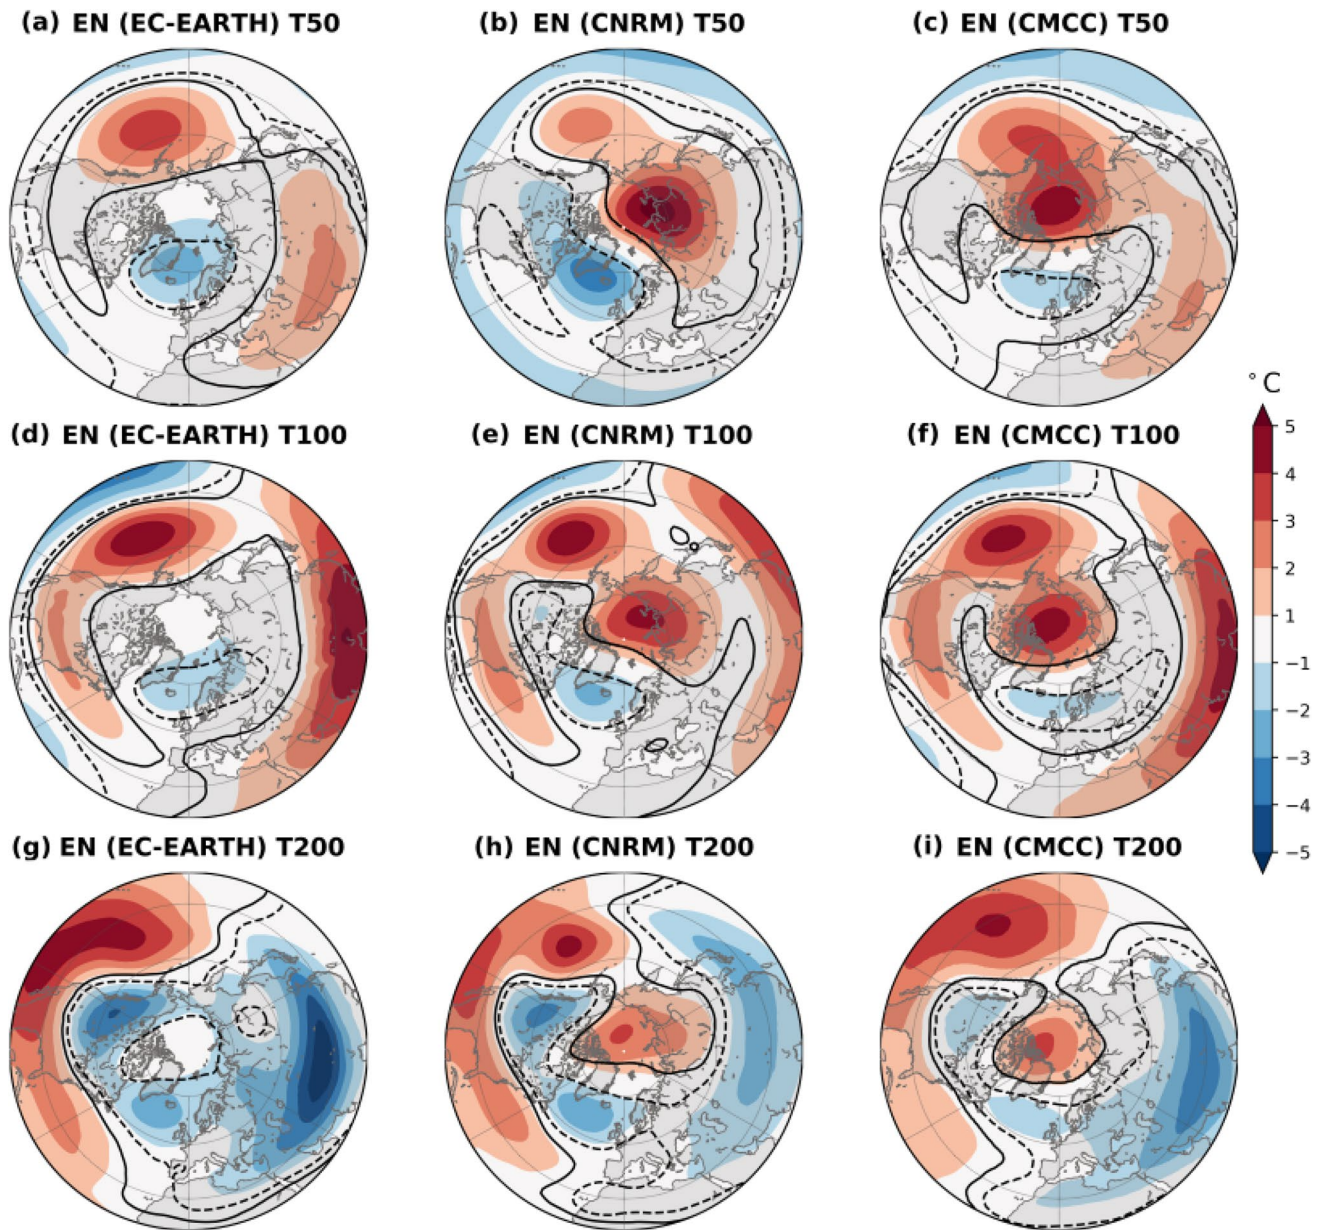 (a) EN (EC-EARTH) T50
(b) EN (CNRM) T50
(c) EN (CMCC) T50
(d) EN (EC-EARTH) T100
(e) EN (CNRM) T100
(f) EN (CMCC) T100
(g) EN (EC-EARTH) T200
(h) EN (CNRM) T200
(i) EN (CMCC) T200
°C
5
4
3
2
1
−1
−2
−3
−4
−5